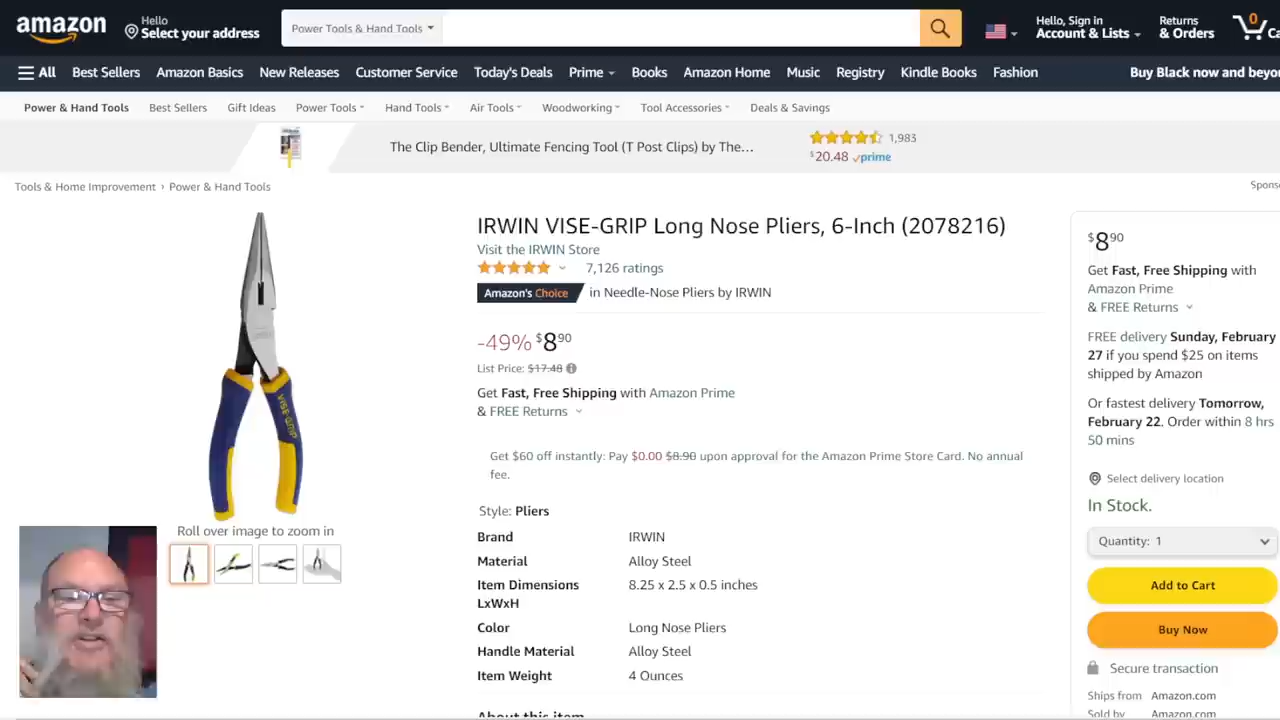 amazon
Hello
Select your address
Power Tools & Hand Tools
Hello, Sign in
Account & Lists
Returns
& Orders
0
All
Best Sellers
Amazon Basics
New Releases
Customer Service
Today's Deals
Prime
Books
Amazon Home
Music
Registry
Kindle Books
Fashion
Buy Black now and
Power & Hand Tools
Best Sellers
Gift Ideas
Power Tools
Hand Tools
Air Tools
Woodworking
Tool Accessories
Deals & Savings
The Clip Bender, Ultimate Fencing Tool (T Post Clips) by The…
1,983
$20.48 prime
Tools & Home Improvement › Power & Hand Tools
IRWIN VISE-GRIP Long Nose Pliers, 6-Inch (2078216)
Visit the IRWIN Store
7,126 ratings
Amazon's Choice in Needle-Nose Pliers by IRWIN
-49% $8 90
List Price: $17.48
Get Fast, Free Shipping with Amazon Prime
& FREE Returns
Get $60 off instantly: Pay $0.00 $8.90 upon approval for the Amazon Prime Store Card. No annual
fee.
Style: Pliers
Brand IRWIN
Material Alloy Steel
Item Dimensions 8.25 x 2.5 x 0.5 inches
LxWxH
Color Long Nose Pliers
Handle Material Alloy Steel
Item Weight 4 Ounces
About this item
VISE-GRIP
Roll over image to zoom in
$8 90
Get Fast, Free Shipping with
Amazon Prime
& FREE Returns
FREE delivery Sunday, February
27 if you spend $25 on items
shipped by Amazon
Or fastest delivery Tomorrow,
February 22. Order within 8 hrs
50 mins
Select delivery location
In Stock.
Quantity: 1
Add to Cart
Buy Now
Secure transaction
Ships from Amazon.com
Sold by Amazon.com